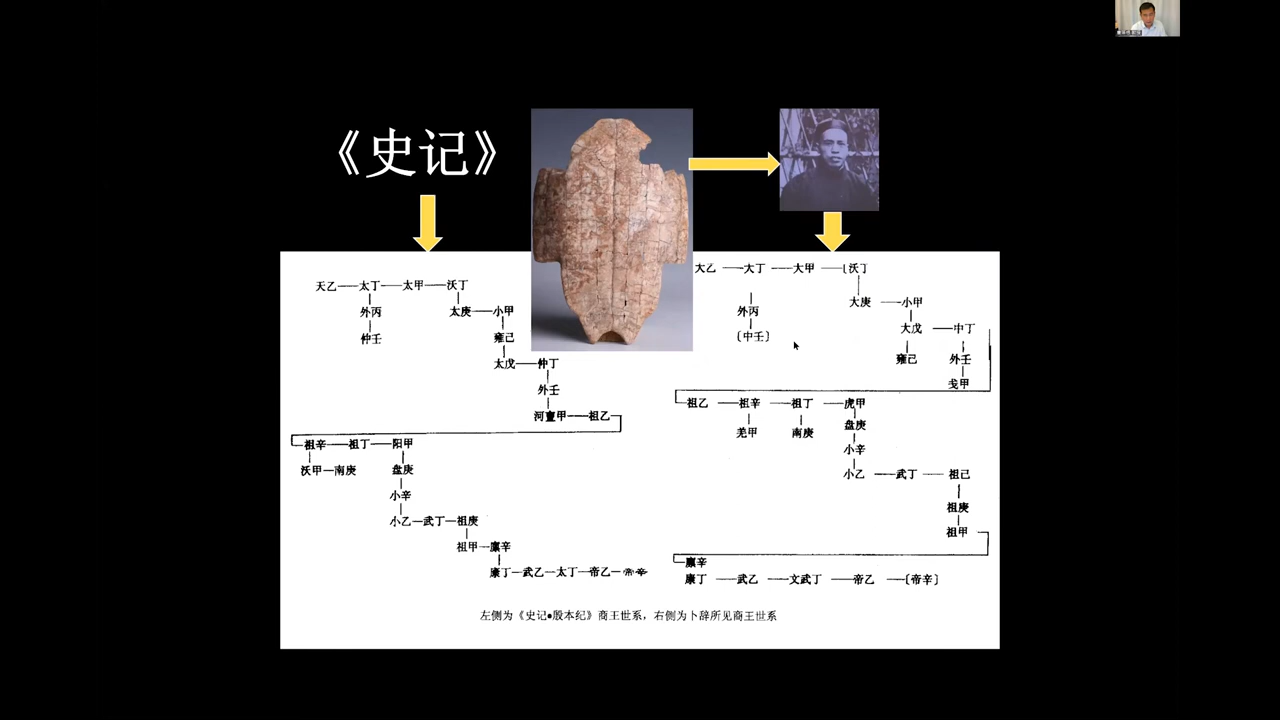 《史记》
天乙——太丁——太甲——沃丁
外丙
仲壬
太庚——小甲
雍己
太戊——仲丁
外壬
河亶甲——祖乙
祖辛——祖丁——阳甲
沃甲—南庚
盘庚
小辛
小乙—武丁—祖庚
祖甲—廪辛
康丁—武乙—太丁—帝乙—帝辛
大乙——大丁——大甲——〔沃丁
外丙
〔中壬〕
大庚——小甲
大戊——中丁
雍己
外壬
戋甲
祖乙——祖辛——祖丁——虎甲
羌甲
南庚
盘庚
小辛
小乙——武丁——祖己
祖庚
祖甲
廪辛
康丁——武乙——文武丁——帝乙——〔帝辛〕
左侧为《史记•殷本纪》商王世系，右侧为卜辞所见商王世系